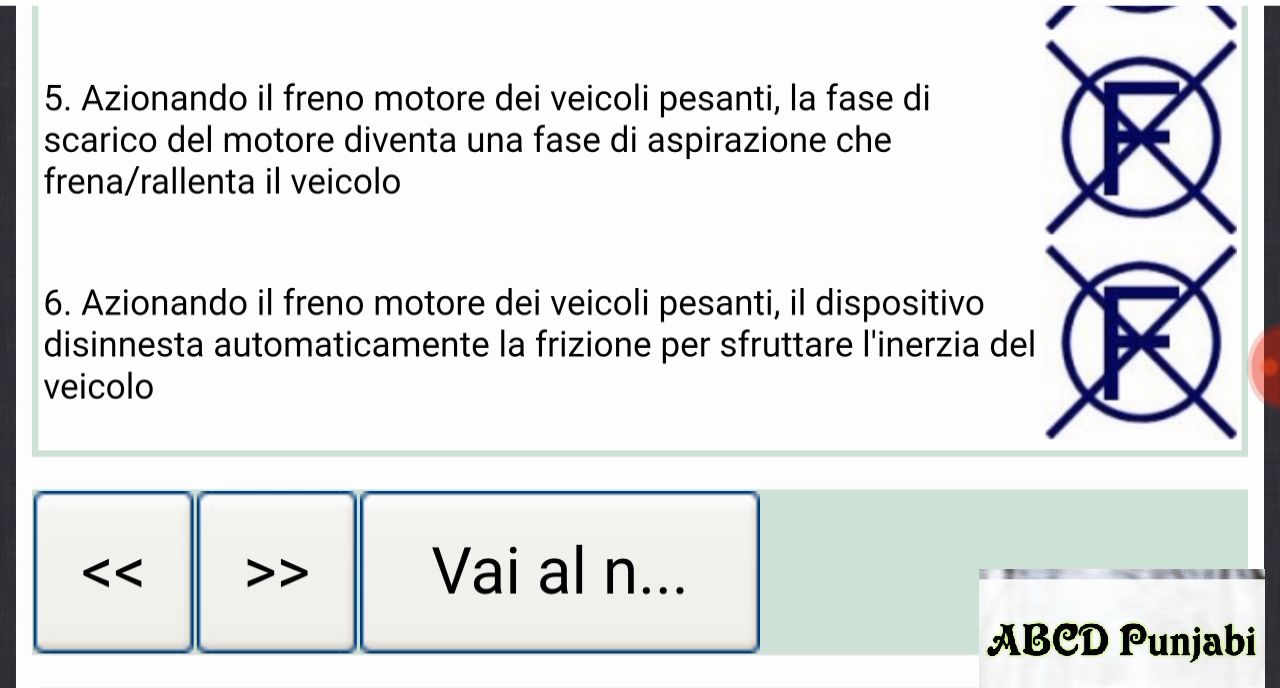 5. Azionando il freno motore dei veicoli pesanti, la fase di
scarico del motore diventa una fase di aspirazione che
frena/rallenta il veicolo
F
6. Azionando il freno motore dei veicoli pesanti, il dispositivo
disinnesta automaticamente la frizione per sfruttare l'inerzia del
veicolo
F
<< >> Vai al n...
ABCD Punjabi